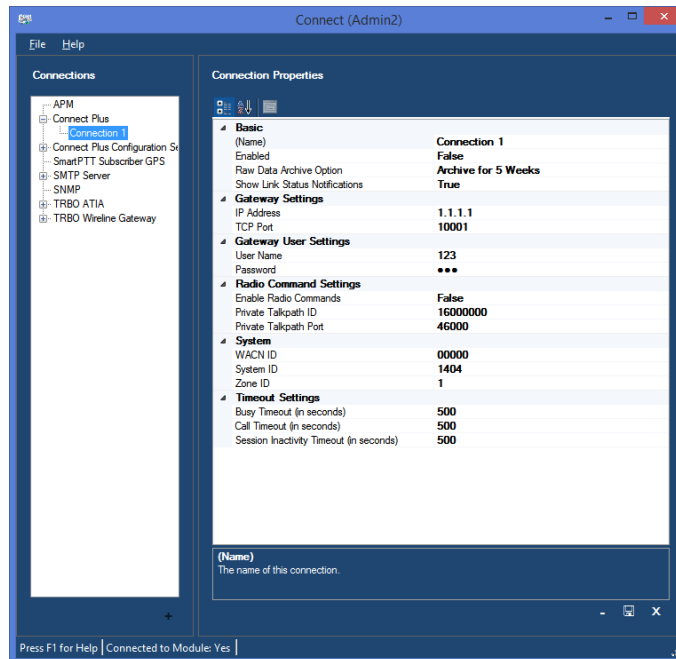 Connect (Admin2)
File Help
Connections
Connection Properties
APM
Connect Plus
Connection 1
Connect Plus Configuration Se
SmartPTT Subscriber GPS
SMTP Server
SNMP
TRBO ATIA
TRBO Wireline Gateway
Basic
(Name) Connection 1
Enabled False
Raw Data Archive Option Archive for 5 Weeks
Show Link Status Notifications True
Gateway Settings
IP Address 1.1.1.1
TCP Port 10001
Gateway User Settings
User Name 123
Password ●●●
Radio Command Settings
Enable Radio Commands False
Private Talkpath ID 16000000
Private Talkpath Port 46000
System
WACN ID 00000
System ID 1404
Zone ID 1
Timeout Settings
Busy Timeout (in seconds) 500
Call Timeout (in seconds) 500
Session Inactivity Timeout (in seconds) 500
(Name)
The name of this connection.
Press F1 for Help Connected to Module: Yes